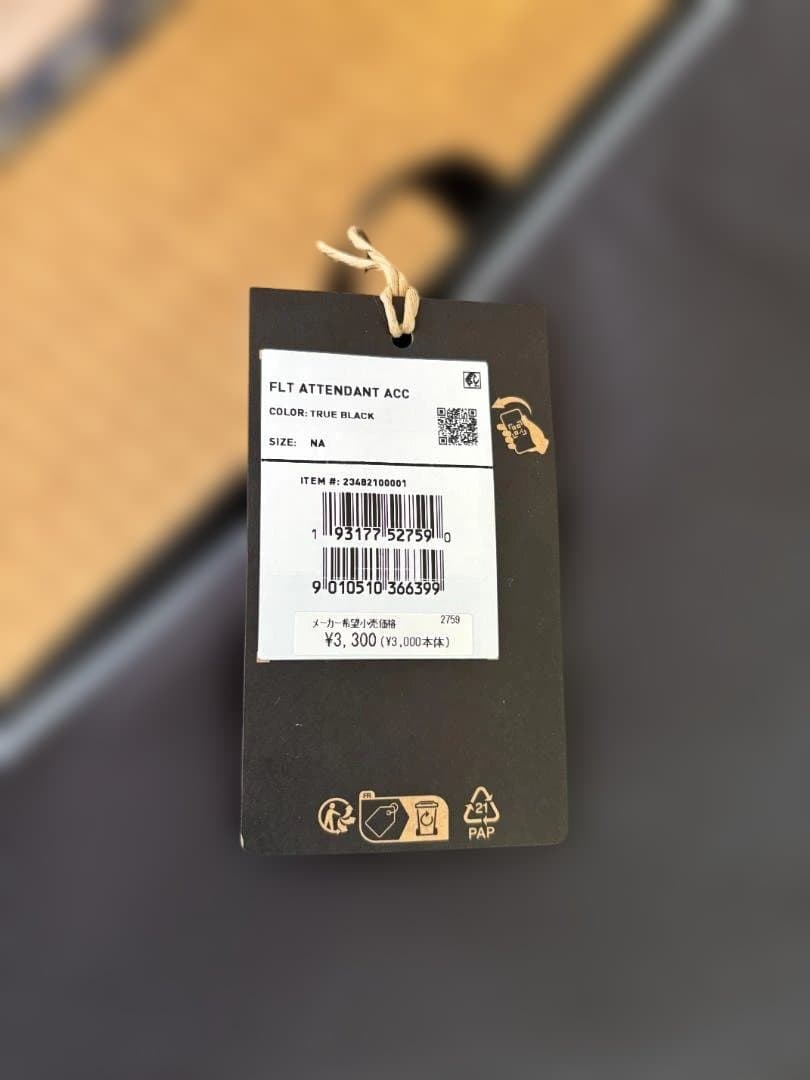 FLT ATTENDANT ACC
COLOR: TRUE BLACK
SIZE: NA
ITEM #: 23482100001
1 93177 52759 0
9 010510 366399
メーカー希望小売価格 2759
¥3,300 (¥3,000本体)
FR
21
PAP